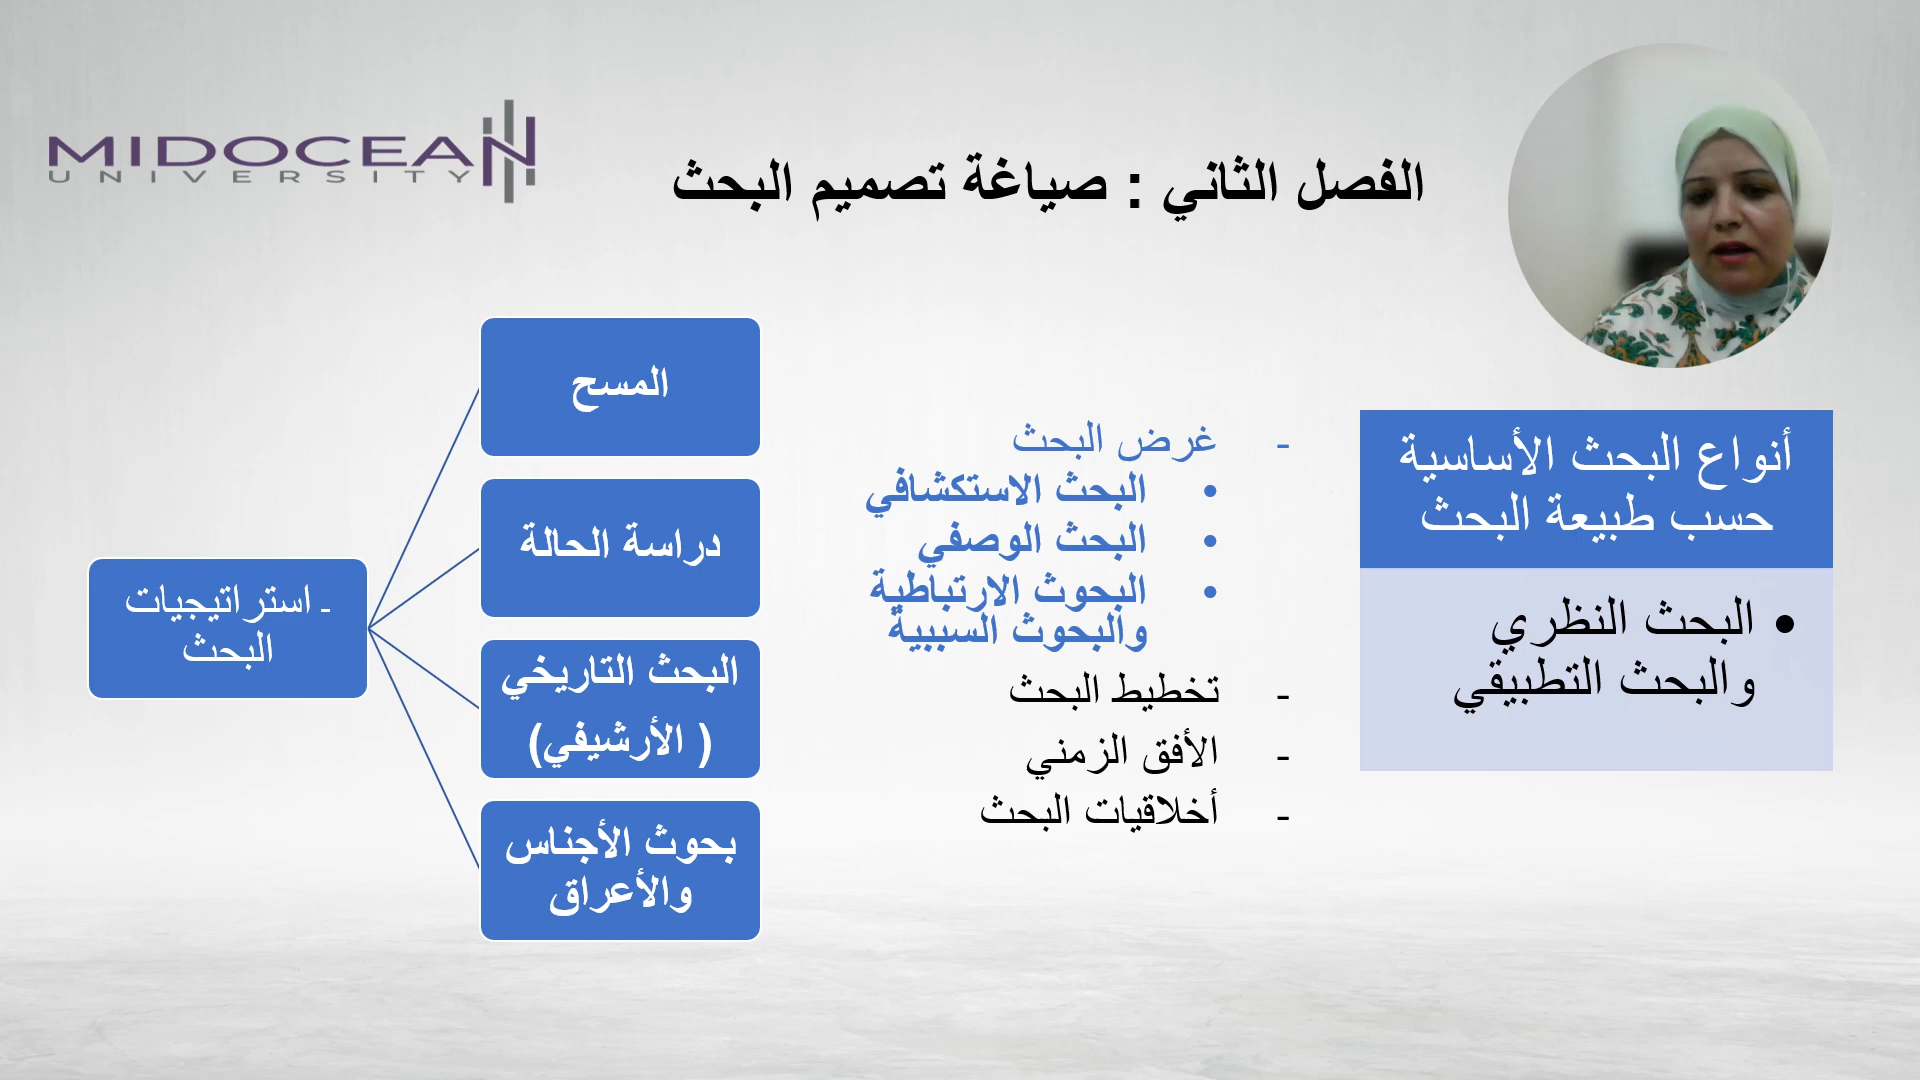 MIDOCEAN
UNIVERSITY
الفصل الثاني : صياغة تصميم البحث
أنواع البحث الأساسية
حسب طبيعة البحث
• البحث النظري
والبحث التطبيقي
- غرض البحث
• البحث الاستكشافي
• البحث الوصفي
• البحوث الارتباطية
والبحوث السببية
- تخطيط البحث
- الأفق الزمني
- أخلاقيات البحث
- استراتيجيات
البحث
المسح
دراسة الحالة
البحث التاريخي
( الأرشيفي)
بحوث الأجناس
والأعراق